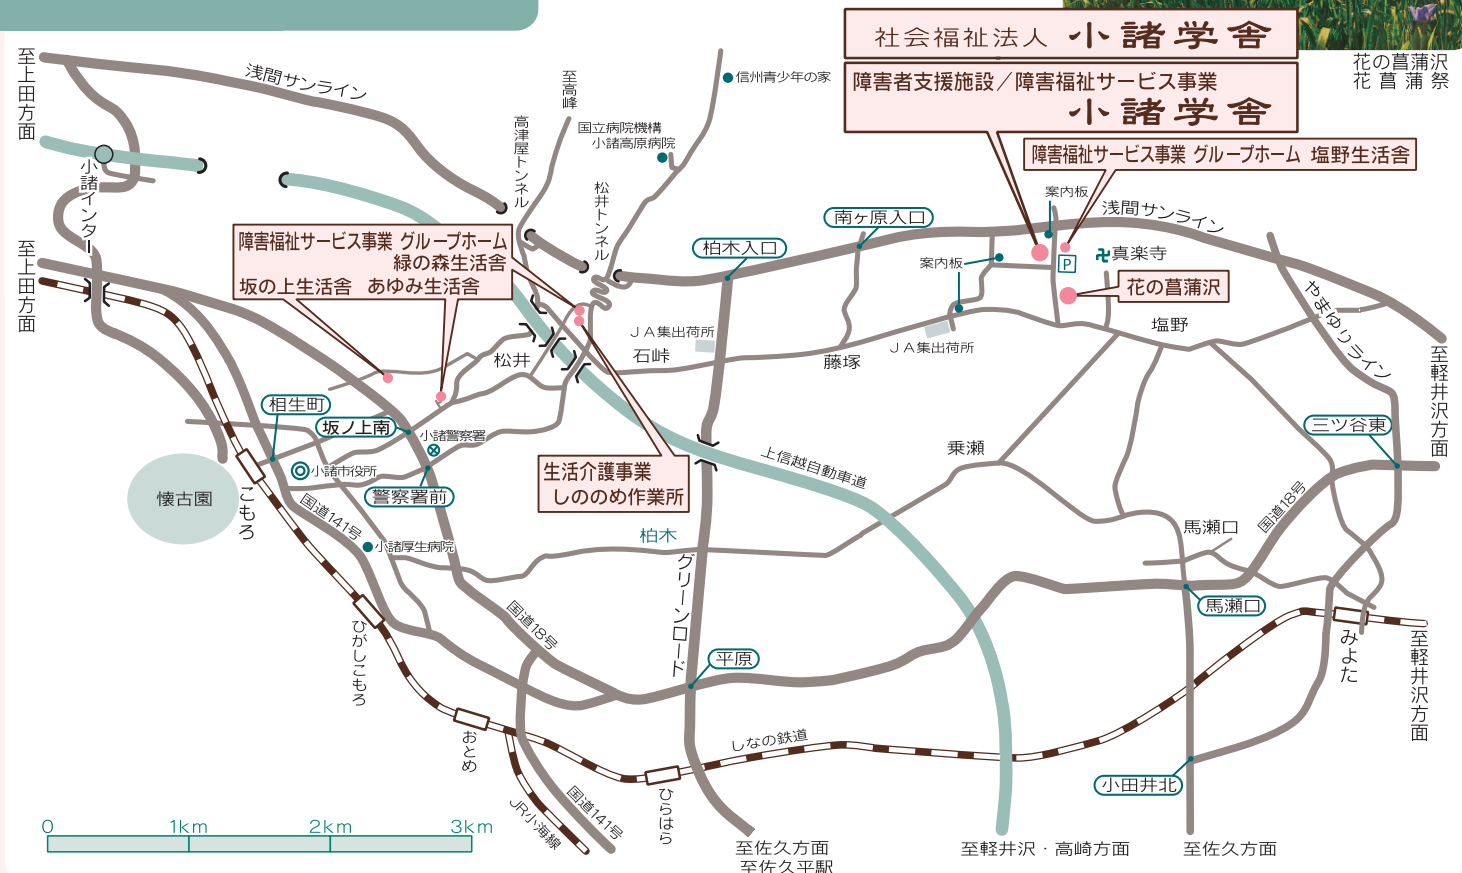 社会福祉法人 小諸学舎
障害者支援施設／障害福祉サービス事業
小諸学舎
花の菖蒲沢
花菖蒲祭
障害福祉サービス事業 グループホーム 塩野生活舎
至上田方面
浅間サンライン
至高峰
高津屋トンネル
国立病院機構
小諸高原病院
信州青少年の家
松井トンネル
小諸インター
至上田方面
障害福祉サービス事業 グループホーム
緑の森生活舎
坂の上生活舎 あゆみ生活舎
柏木入口
南ヶ原入口
案内板
浅間サンライン
案内板
P
真楽寺
花の菖蒲沢
やまゆりライン
塩野
ＪＡ集出荷所
ＪＡ集出荷所
石峠
藤塚
松井
至軽井沢方面
相生町
坂ノ上南
小諸警察署
小諸市役所
警察署前
三ツ谷東
生活介護事業
しののめ作業所
上信越自動車道
乗瀬
懐古園
こもろ
国道141号
小諸厚生病院
柏木
グリーンロード
馬瀬口
国道18号
馬瀬口
ひがしこもろ
国道18号
平原
みよた
至軽井沢方面
おとめ
しなの鉄道
JR小海線
国道141号
ひらはら
小田井北
0 1km 2km 3km
至佐久方面
至佐久平駅
至軽井沢・高崎方面
至佐久方面